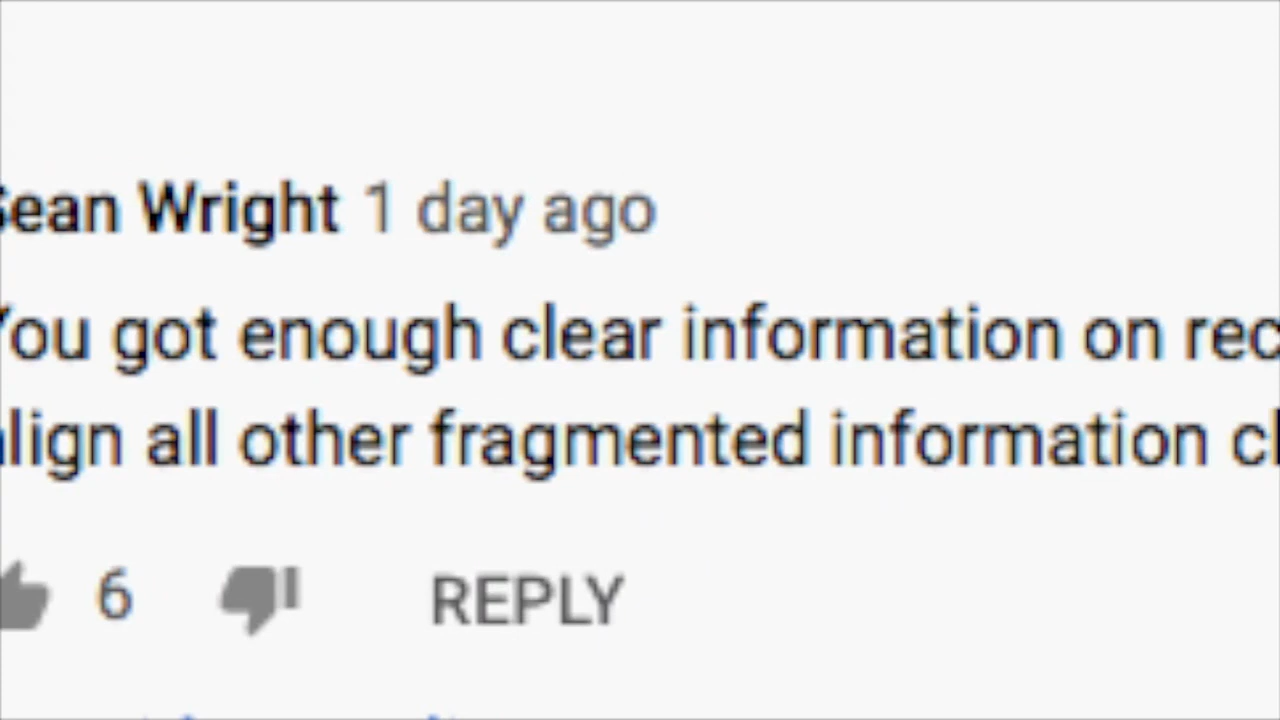 Sean Wright 1 day ago
You got enough clear information on rec
align all other fragmented information cl
6 REPLY